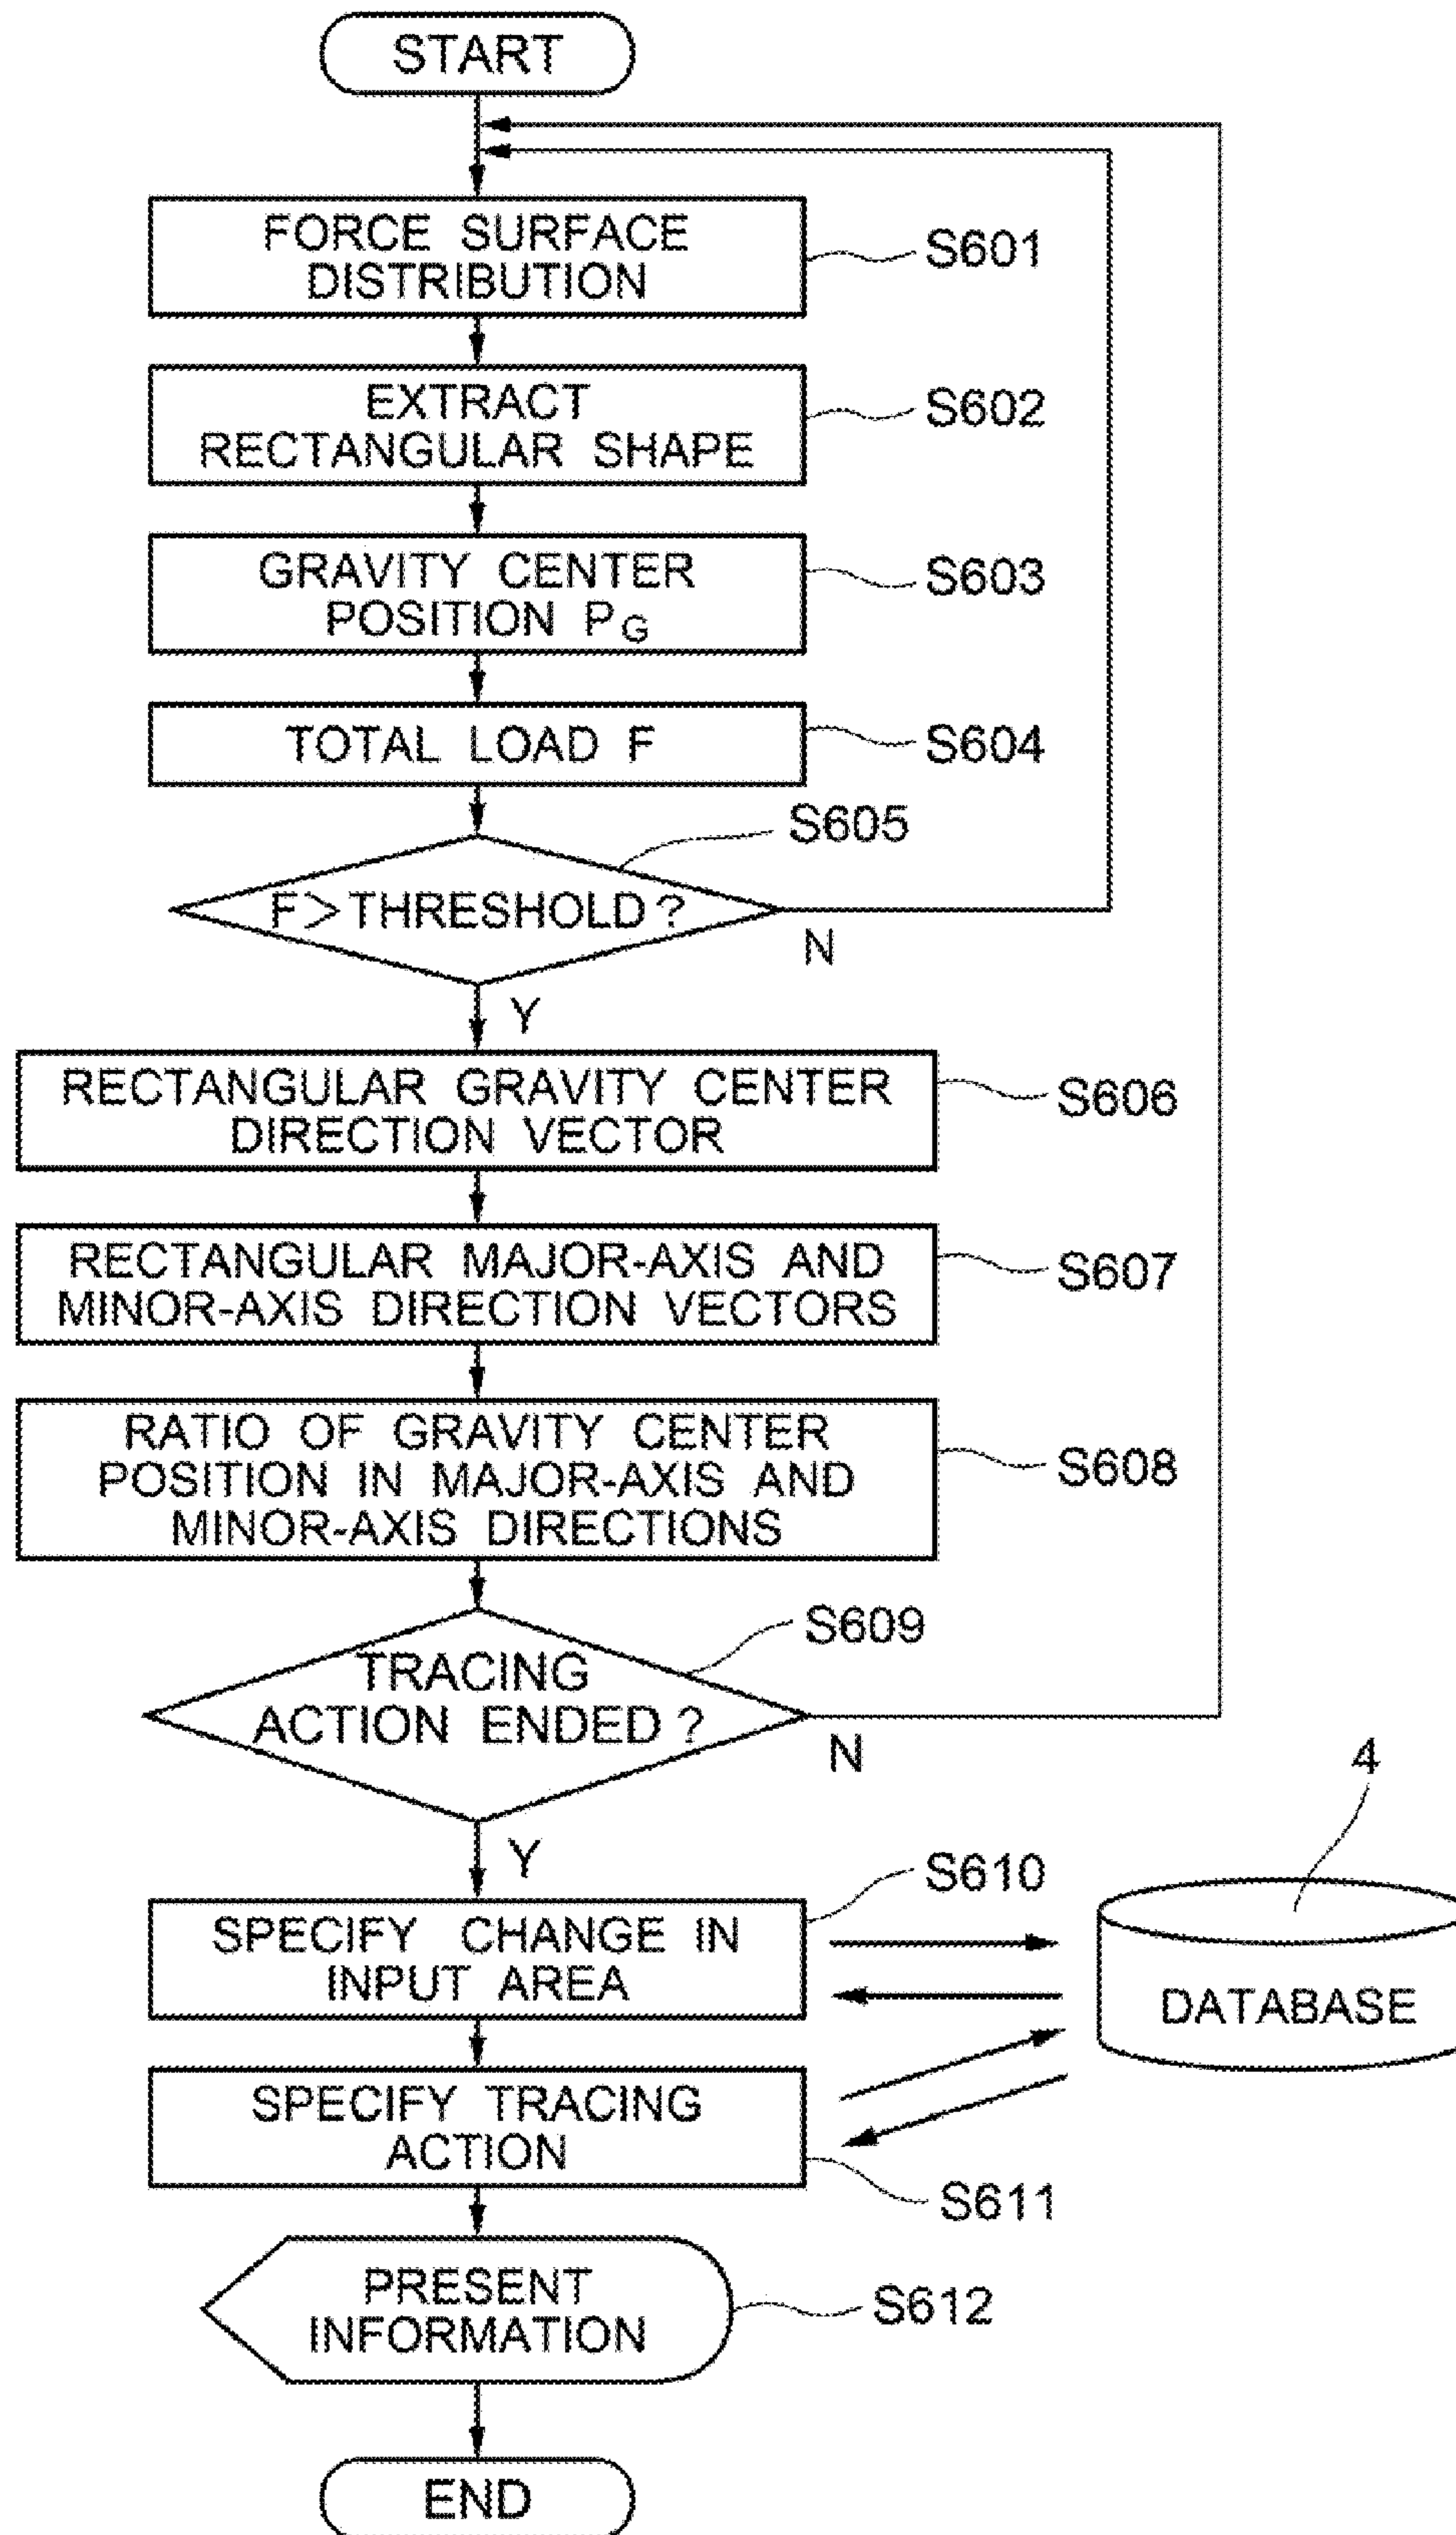 START
FORCE SURFACE
DISTRIBUTION
S601
EXTRACT
RECTANGULAR SHAPE
S602
GRAVITY CENTER
POSITION PG
S603
TOTAL LOAD F
S604
S605
F>THRESHOLD?
N
Y
RECTANGULAR GRAVITY CENTER
DIRECTION VECTOR
S606
RECTANGULAR MAJOR-AXIS AND
MINOR-AXIS DIRECTION VECTORS
S607
RATIO OF GRAVITY CENTER
POSITION IN MAJOR-AXIS AND
MINOR-AXIS DIRECTIONS
S608
S609
TRACING
ACTION ENDED?
N
Y
4
S610
SPECIFY CHANGE IN
INPUT AREA
DATABASE
SPECIFY TRACING
ACTION
S611
PRESENT
INFORMATION
S612
END